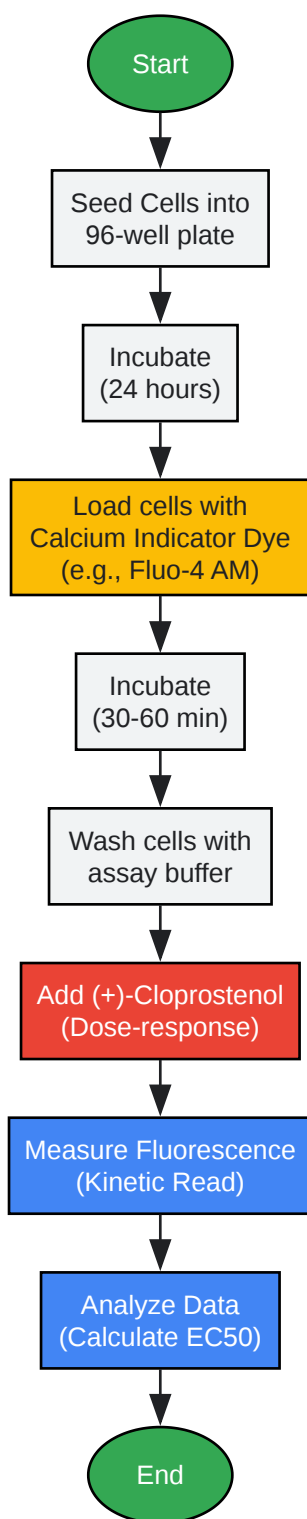 Start
Seed Cells into
96-well plate
Incubate
(24 hours)
Load cells with
Calcium Indicator Dye
(e.g., Fluo-4 AM)
Incubate
(30-60 min)
Wash cells with
assay buffer
Add (+)-Cloprostenol
(Dose-response)
Measure Fluorescence
(Kinetic Read)
Analyze Data
(Calculate EC50)
End